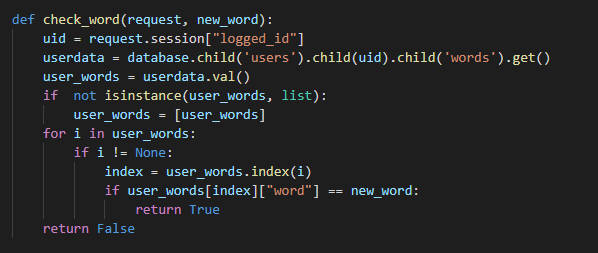 def check_word(request, new_word):
    uid = request.session["logged_id"]
    userdata = database.child('users').child(uid).child('words').get()
    user_words = userdata.val()
    if  not isinstance(user_words, list):
        user_words = [user_words]
    for i in user_words:
        if i != None:
            index = user_words.index(i)
            if user_words[index]["word"] == new_word:
                return True
    return False